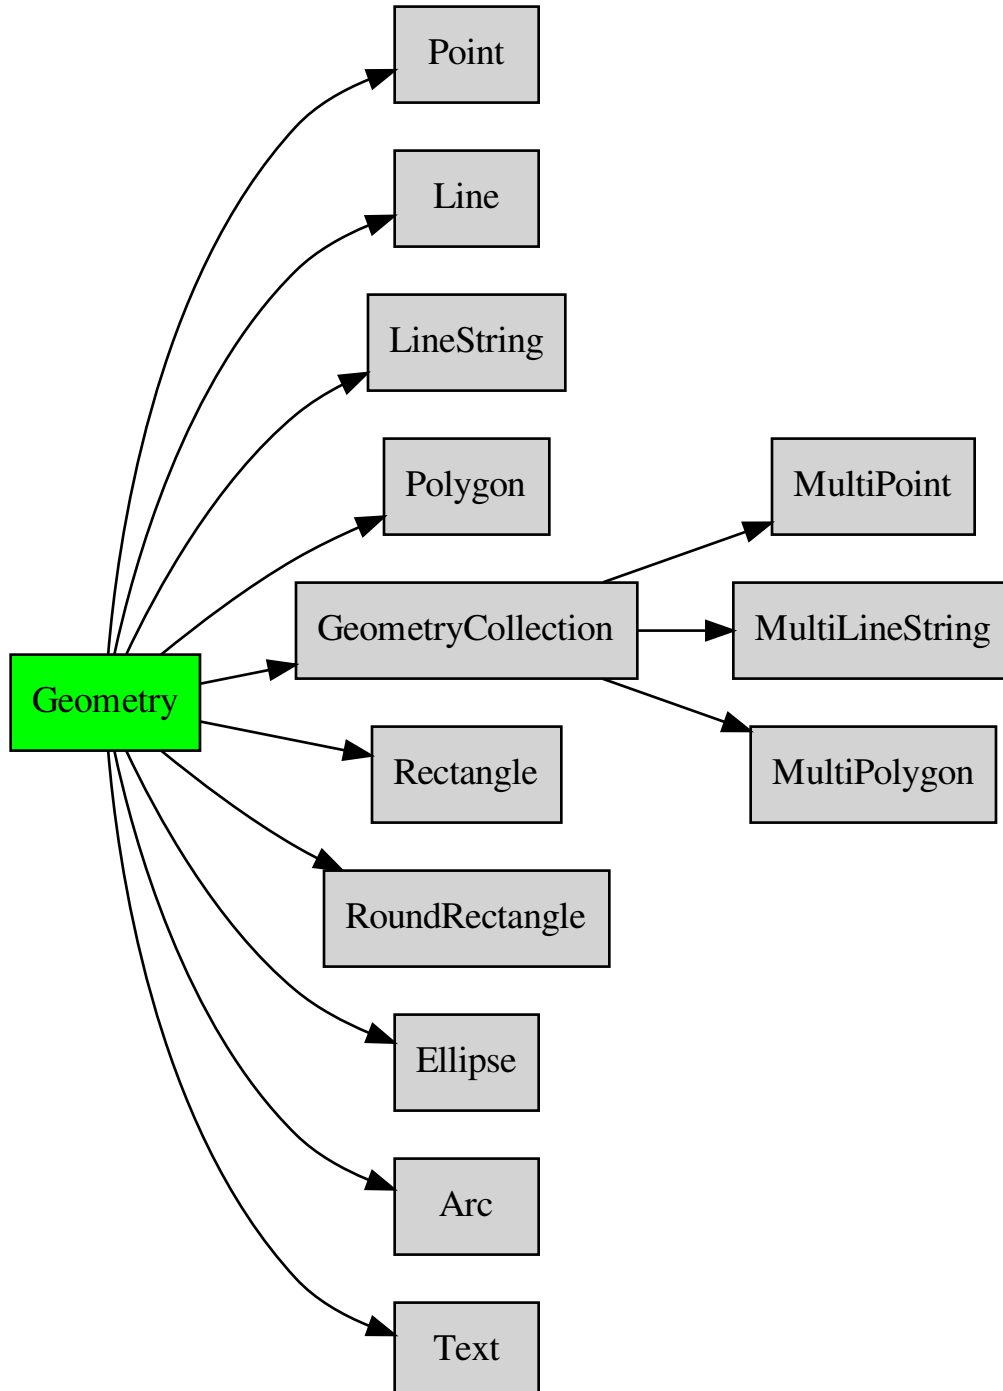 Point
Line
LineString
Polygon
MultiPoint
GeometryCollection
MultiLineString
Geometry
Rectangle
MultiPolygon
RoundRectangle
Ellipse
Arc
Text